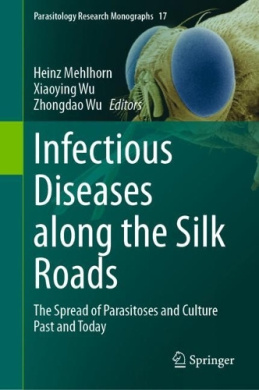 Parasitology Research Monographs 17
Heinz Mehlhorn
Xiaoying Wu
Zhongdao Wu Editors
Infectious
Diseases
along the Silk
Roads
The Spread of Parasitoses and Culture
Past and Today
Springer